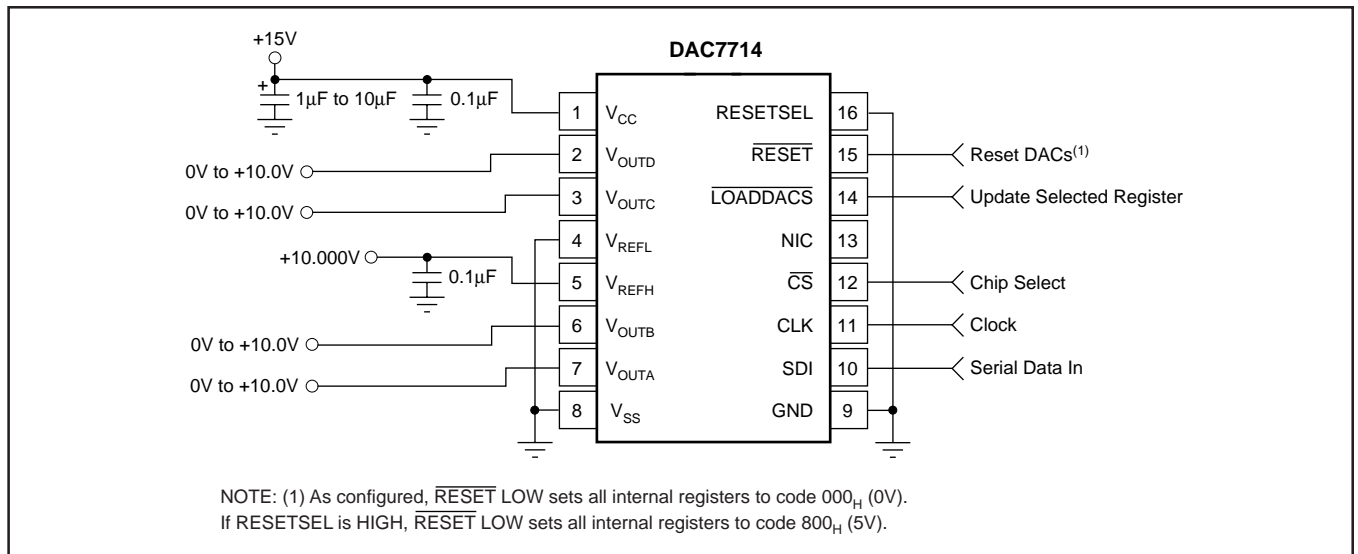 +15V
DAC7714
+
1µF to 10µF
0.1µF
1
V_CC
RESETSEL
16
0V to +10.0V
2
V_OUTD
RESET
15
Reset DACs(1)
0V to +10.0V
3
V_OUTC
LOADDACS
14
Update Selected Register
4
V_REFL
NIC
13
+10.000V
0.1µF
5
V_REFH
CS
12
Chip Select
0V to +10.0V
6
V_OUTB
CLK
11
Clock
0V to +10.0V
7
V_OUTA
SDI
10
Serial Data In
8
V_SS
GND
9
NOTE: (1) As configured, RESET LOW sets all internal registers to code 000_H (0V).
If RESETSEL is HIGH, RESET LOW sets all internal registers to code 800_H (5V).